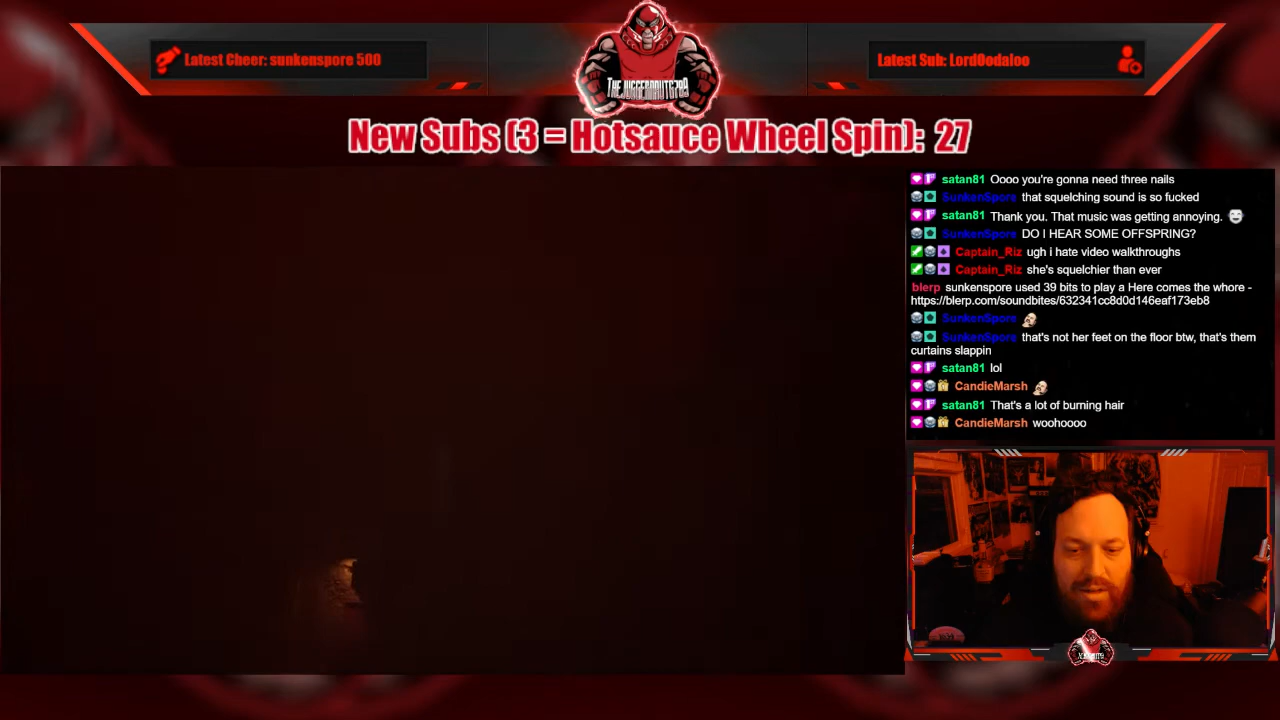 Latest Cheer: sunkenspore 500
THEJUGGERNAUT6789
Latest Sub: LordOodaloo
New Subs (3 = Hotsauce Wheel Spin): 27
satan81 Oooo you're gonna need three nails
SunkenSpore that squelching sound is so fucked
satan81 Thank you. That music was getting annoying.
SunkenSpore DO I HEAR SOME OFFSPRING?
Captain_Riz ugh i hate video walkthroughs
Captain_Riz she's squelchier than ever
blerp sunkenspore used 39 bits to play a Here comes the whore -
https://blerp.com/soundbites/632341cc8d0d146eaf173eb8
SunkenSpore
SunkenSpore that's not her feet on the floor btw, that's them
curtains slappin
satan81 lol
CandieMarsh
satan81 That's a lot of burning hair
CandieMarsh woohoooo